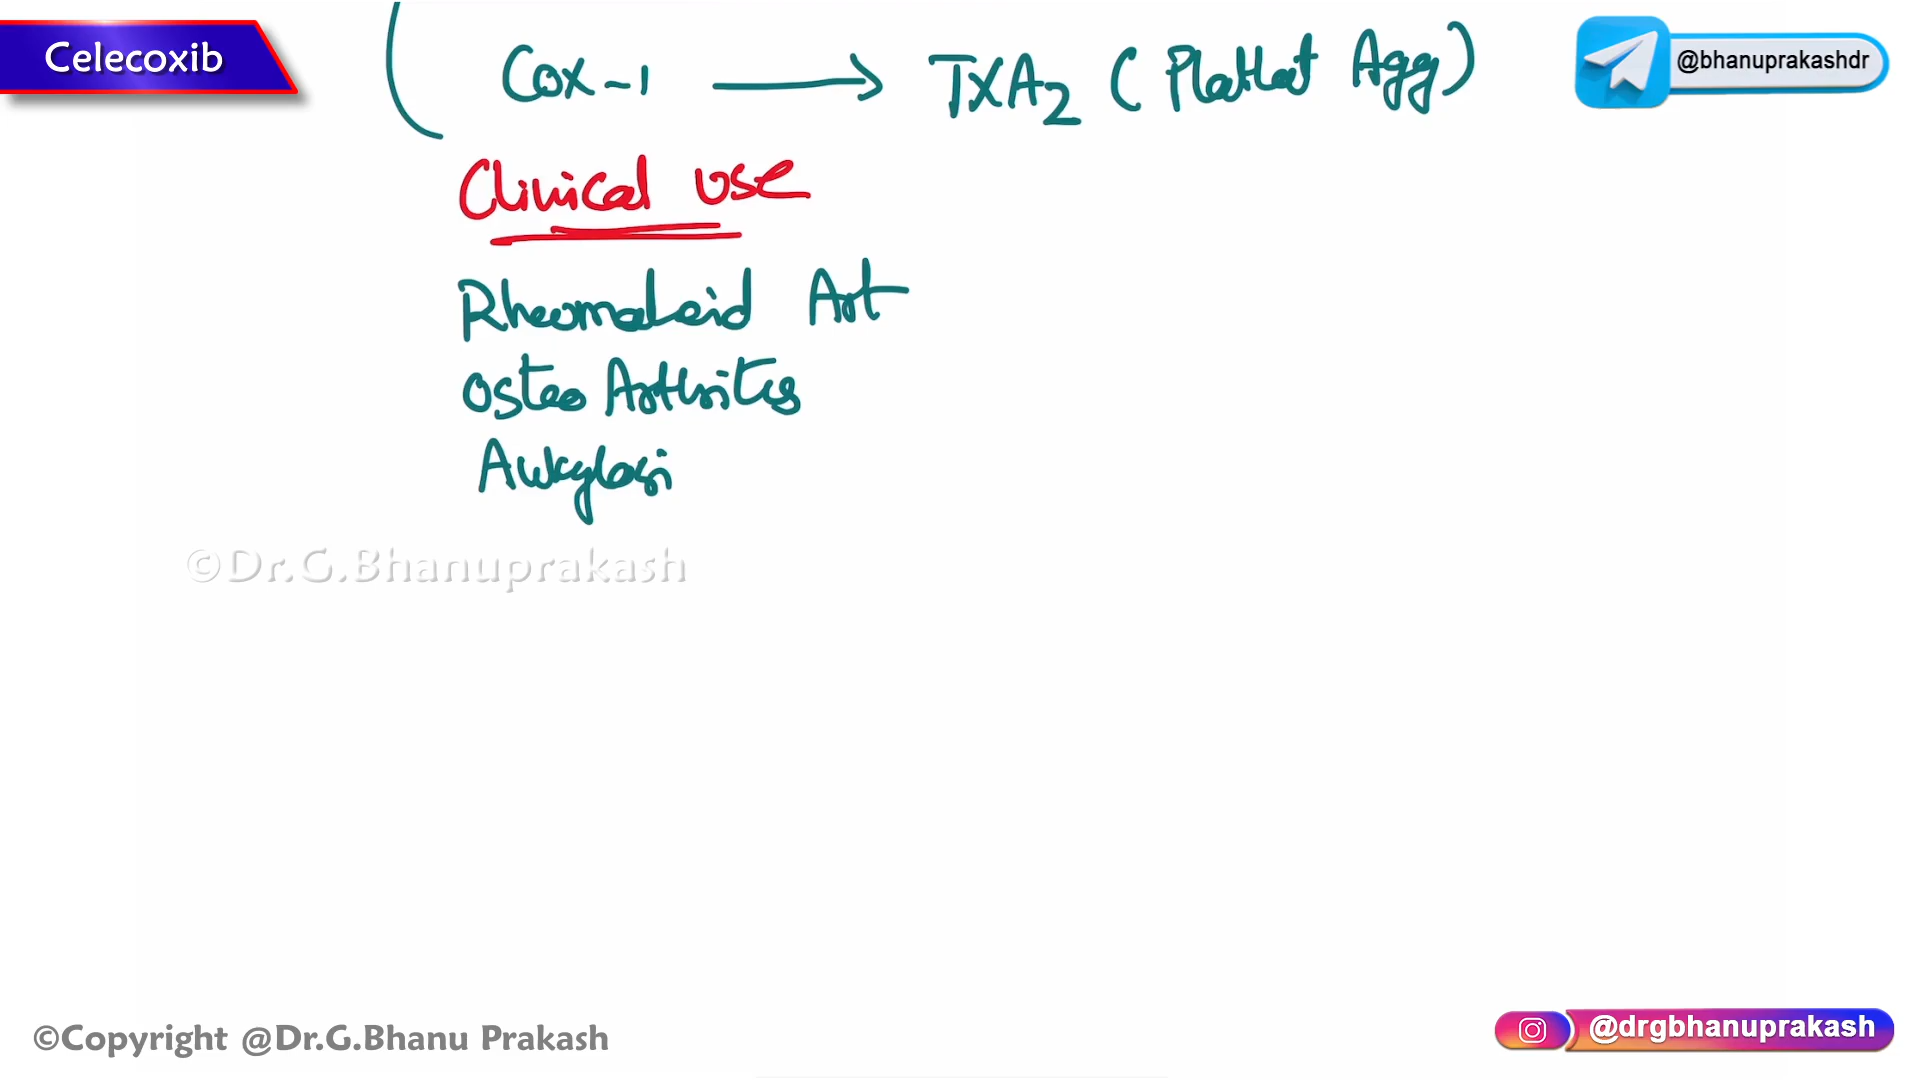 Celecoxib
Cox-1 → TXA2 (Platlet Agg)
@bhanuprakashdr
Clinical use
Rheumatoid Art
Osteo Arthritis
Ankylosi
©Dr.G.Bhanuprakash
©Copyright @Dr.G.Bhanu Prakash
@drgbhanuprakash